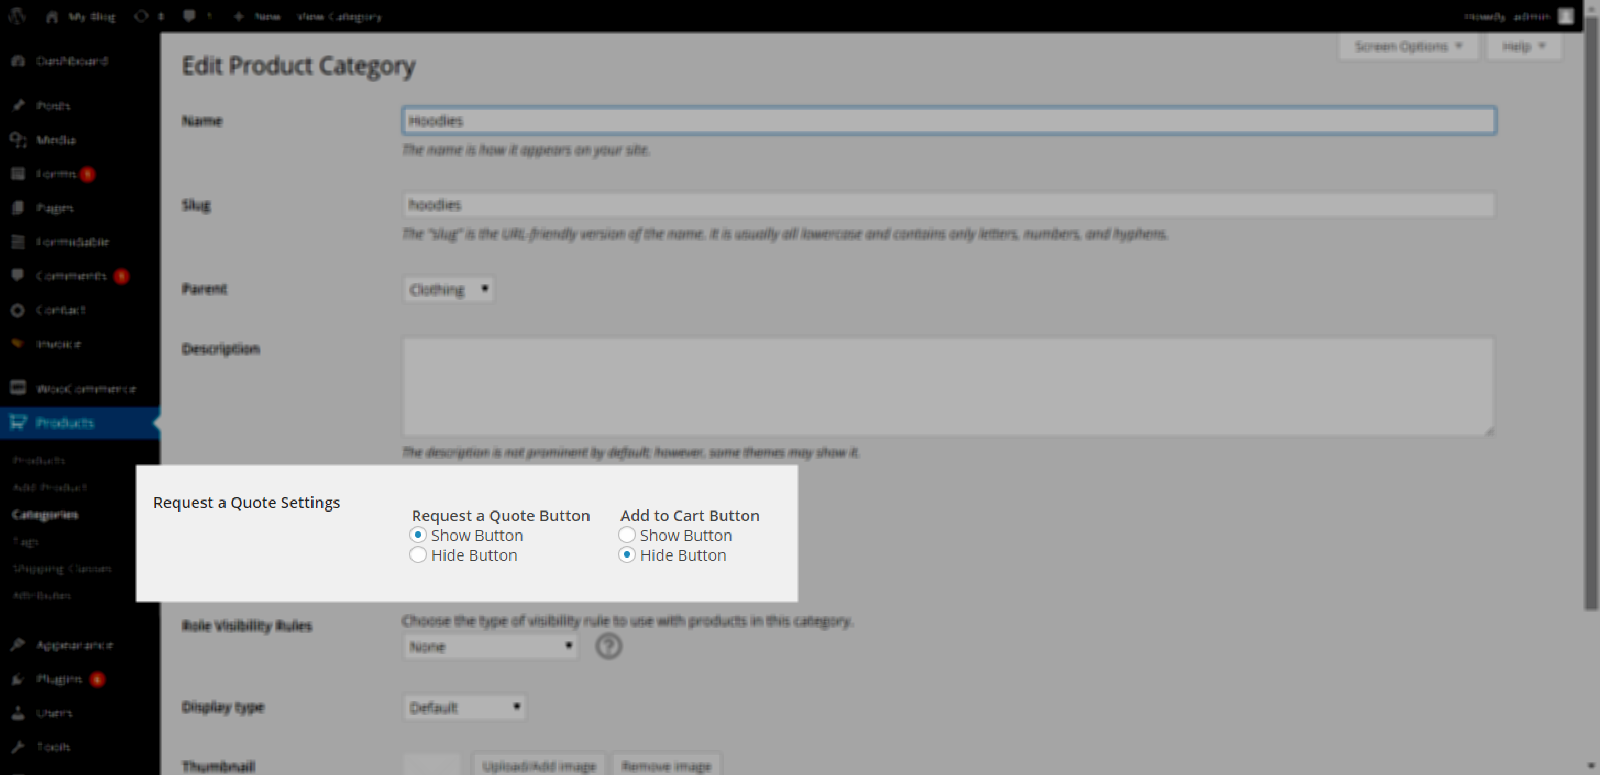 My Blog
New
View Category
Howdy, admin
Screen Options
Help
Dashboard
Posts
Media
Forms
Pages
Formidable
Comments
Contact
Invoice
WooCommerce
Products
Products
Add Product
Categories
Tags
Shipping Classes
Attributes
Appearance
Plugins
Users
Tools
Edit Product Category
Name
Hoodies
The name is how it appears on your site.
Slug
hoodies
The "slug" is the URL-friendly version of the name. It is usually all lowercase and contains only letters, numbers, and hyphens.
Parent
Clothing
Description
The description is not prominent by default; however, some themes may show it.
Request a Quote Settings
Request a Quote Button Add to Cart Button
Show Button Show Button
Hide Button Hide Button
Role Visibility Rules
Choose the type of visibility rule to use with products in this category.
None
?
Display type
Default
Thumbnail
Upload/Add image Remove image